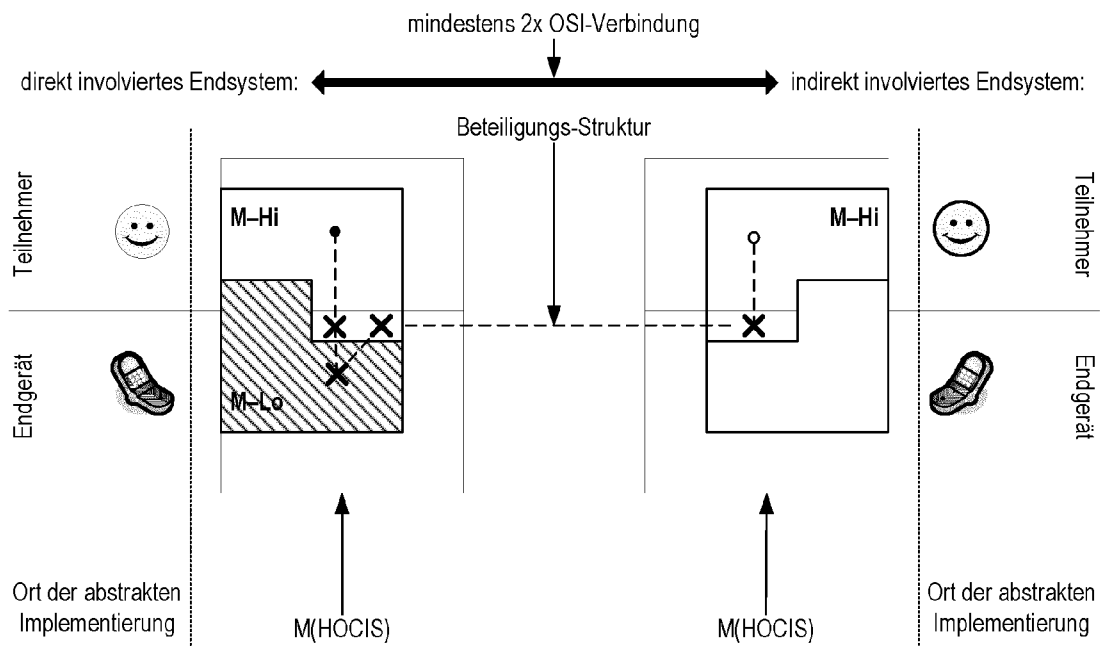 mindestens 2x OSI-Verbindung
direkt involviertes Endsystem:
indirekt involviertes Endsystem:
Beteiligungs-Struktur
Teilnehmer
M–Hi
M–Hi
Teilnehmer
Endgerät
M–Lo
Endgerät
Ort der abstrakten
Implementierung
M(HOCIS)
M(HOCIS)
Ort der abstrakten
Implementierung